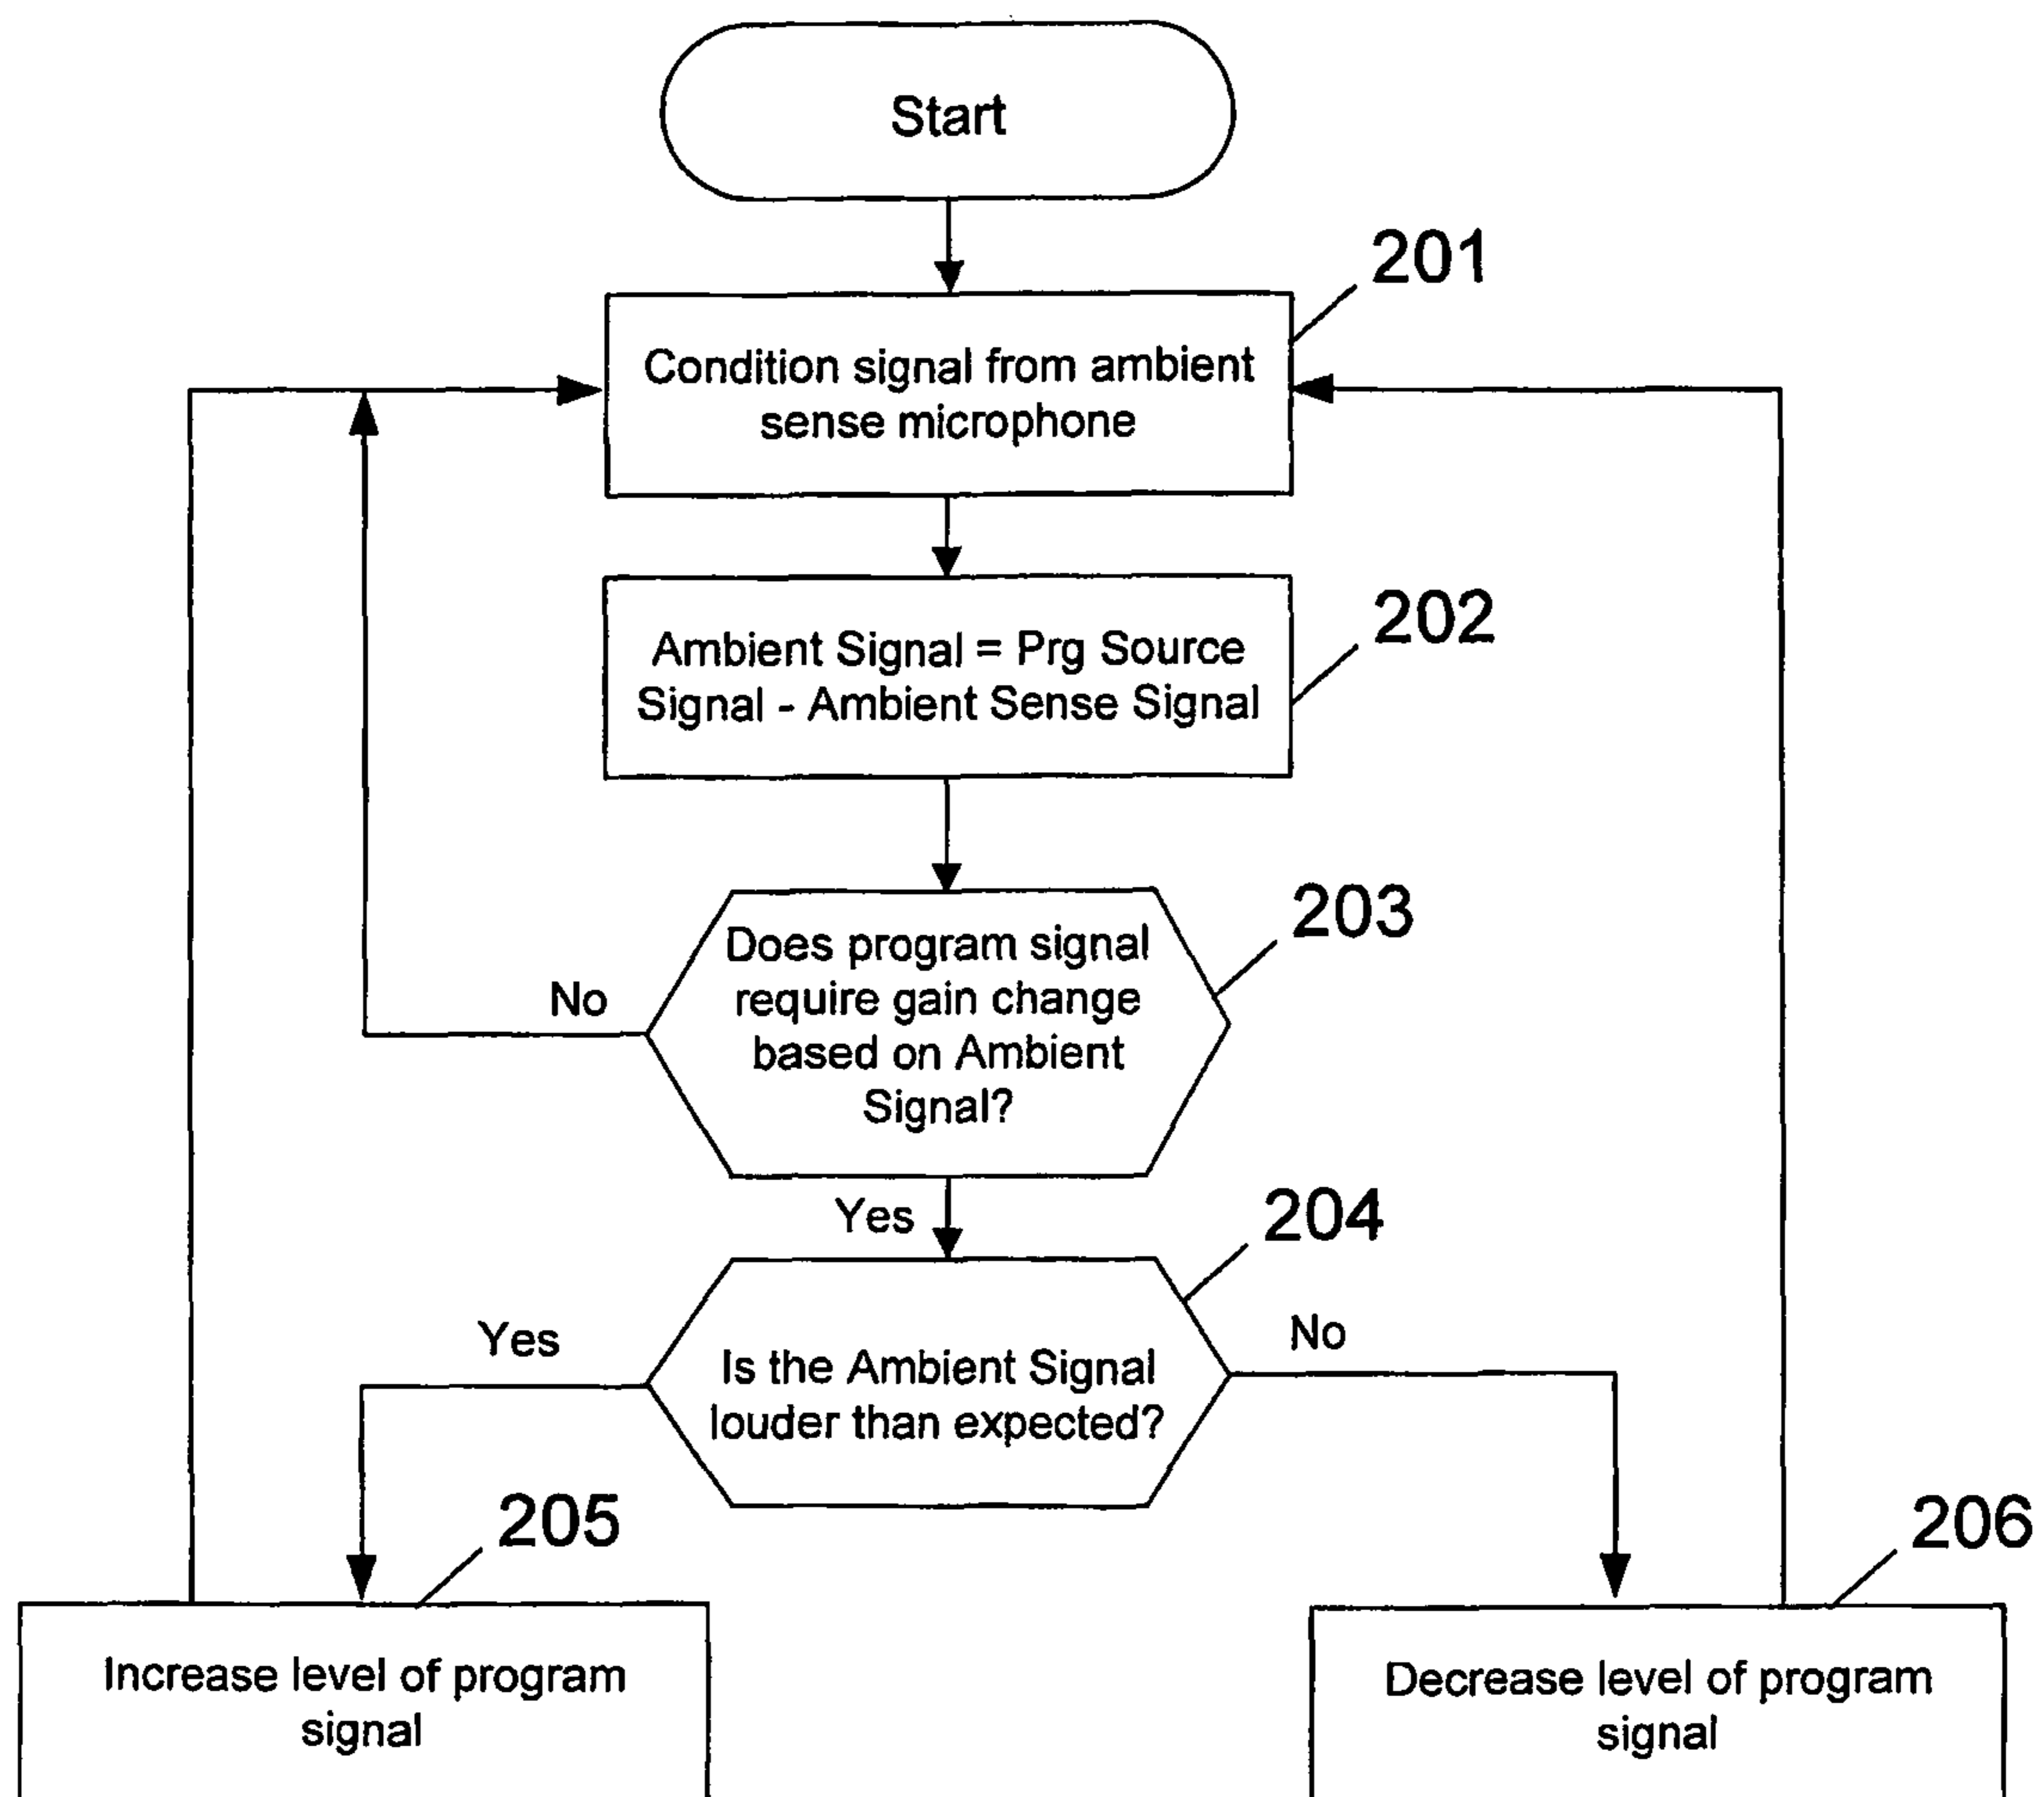 Start
201
Condition signal from ambient
sense microphone
202
Ambient Signal = Prg Source
Signal - Ambient Sense Signal
203
Does program signal
require gain change
based on Ambient
Signal?
No
Yes
204
Is the Ambient Signal
louder than expected?
Yes
No
205
Increase level of program
signal
206
Decrease level of program
signal